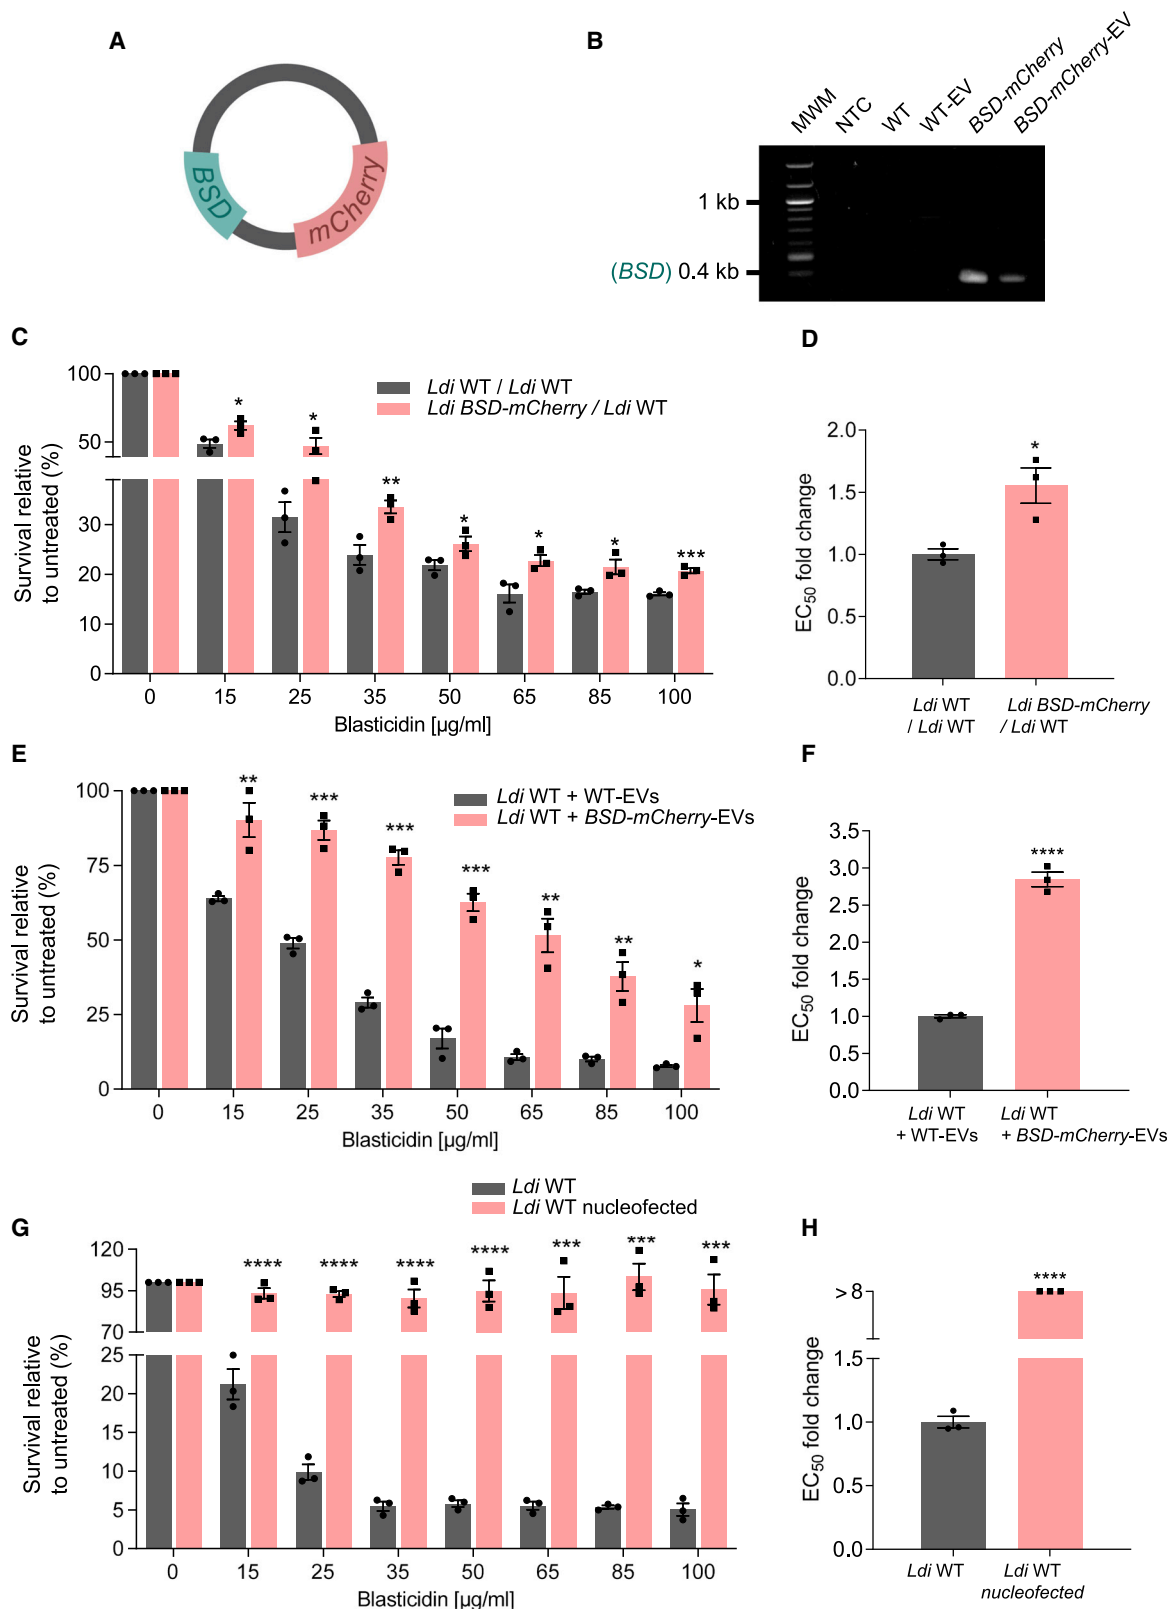 A
BSD
mCherry
B
MWM
NTC
WT
WT-EV
BSD-mCherry
BSD-mCherry-EV
1 kb
(BSD) 0.4 kb
C
Survival relative
to untreated (%)
100
50
30
20
10
0
Ldi WT / Ldi WT
Ldi BSD-mCherry / Ldi WT
* * ** * * * ***
0 15 25 35 50 65 85 100
Blasticidin [µg/ml]
D
EC50 fold change
2.0
1.5
1.0
0.5
0.0
*
Ldi WT
/ Ldi WT
Ldi BSD-mCherry
/ Ldi WT
E
Survival relative
to untreated (%)
100
75
50
25
0
Ldi WT + WT-EVs
Ldi WT + BSD-mCherry-EVs
** *** *** *** ** ** *
0 15 25 35 50 65 85 100
Blasticidin [µg/ml]
F
EC50 fold change
3.5
3.0
2.5
2.0
1.5
1.0
0.5
0.0
****
Ldi WT
+ WT-EVs
Ldi WT
+ BSD-mCherry-EVs
G
Ldi WT
Ldi WT nucleofected
Survival relative
to untreated (%)
120
95
70
25
20
15
10
5
0
**** **** **** **** *** *** ***
0 15 25 35 50 65 85 100
Blasticidin [µg/ml]
H
EC50 fold change
> 8
1.5
1.0
0.5
0.0
****
Ldi WT
Ldi WT
nucleofected